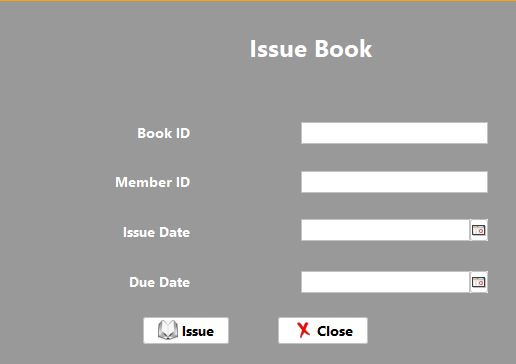 Issue Book
Book ID
Member ID
Issue Date
Due Date
Issue Close